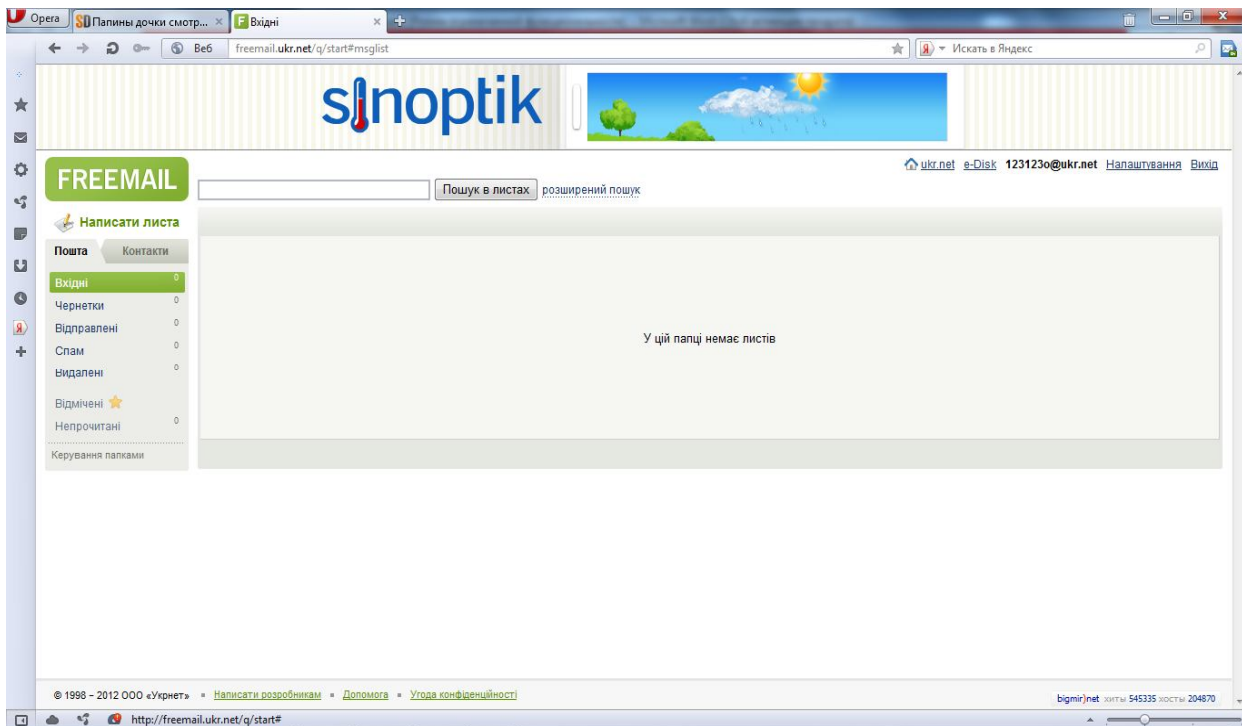 Opera
SD Папины дочки смотр...
F Вхідні
Веб
freemail.ukr.net/q/start#msglist
Я
Искать в Яндекс
sinoptik
ukr.net e-Disk 123123o@ukr.net Налаштування Вихід
FREEMAIL
Пошук в листах розширений пошук
Написати листа
Пошта Контакти
Вхідні 0
Чернетки 0
Відправлені 0
Спам 0
Видалені 0
Відмічені
Непрочитані 0
Керування папками
У цій папці немає листів
© 1998 – 2012 ООО «Укрнет» Написати розробникам Допомога Угода конфіденційності
bigmir)net хиты 545335 хосты 204870
http://freemail.ukr.net/q/start#